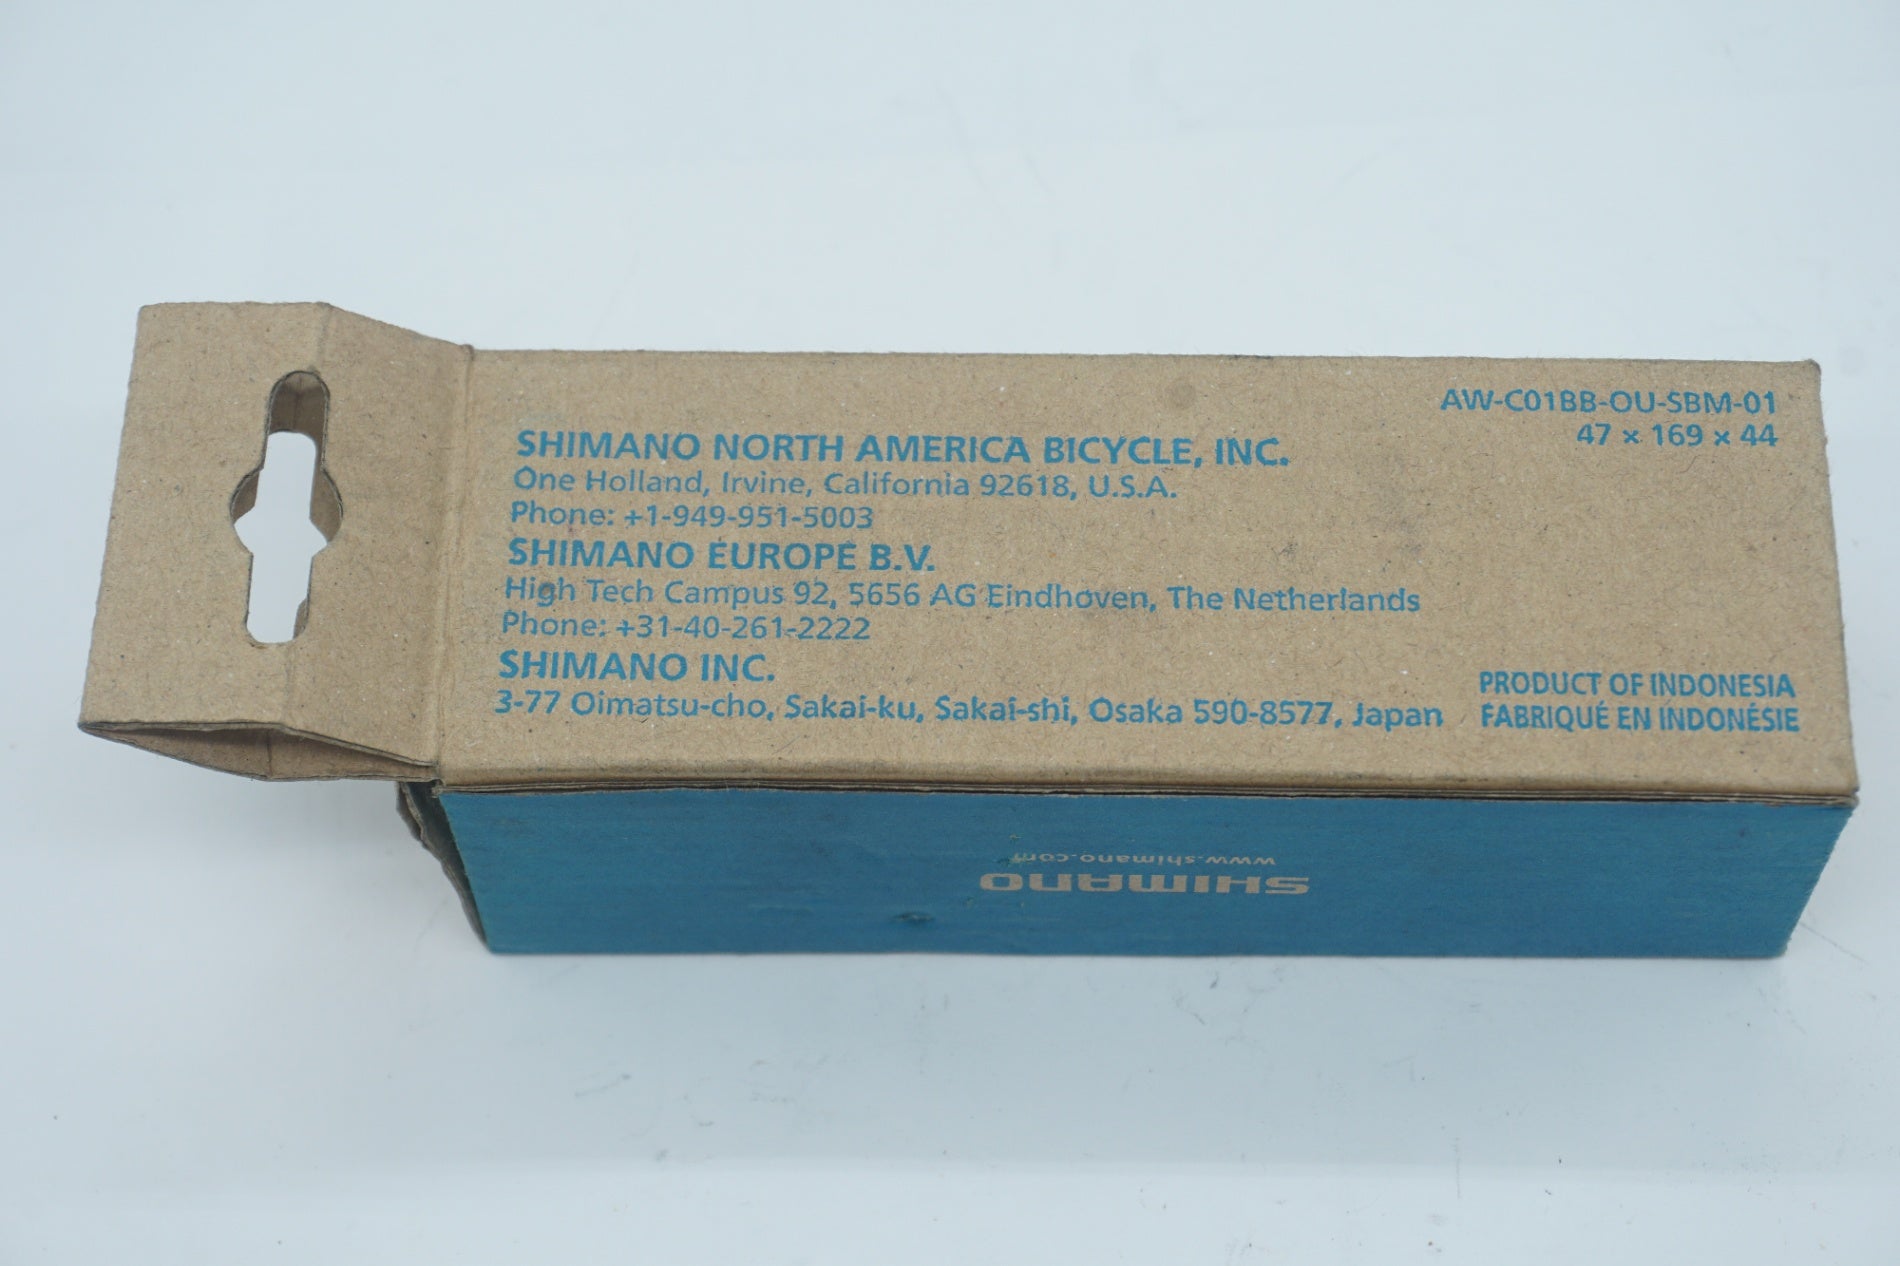 AW-C01BB-OU-SBM-01
47 × 169 × 44
SHIMANO NORTH AMERICA BICYCLE, INC.
One Holland, Irvine, California 92618, U.S.A.
Phone: +1-949-951-5003
SHIMANO EUROPE B.V.
High Tech Campus 92, 5656 AG Eindhoven, The Netherlands
Phone: +31-40-261-2222
SHIMANO INC.
3-77 Oimatsu-cho, Sakai-ku, Sakai-shi, Osaka 590-8577, Japan
PRODUCT OF INDONESIA
FABRIQUÉ EN INDONÉSIE
SHIMANO
www.shimano.com